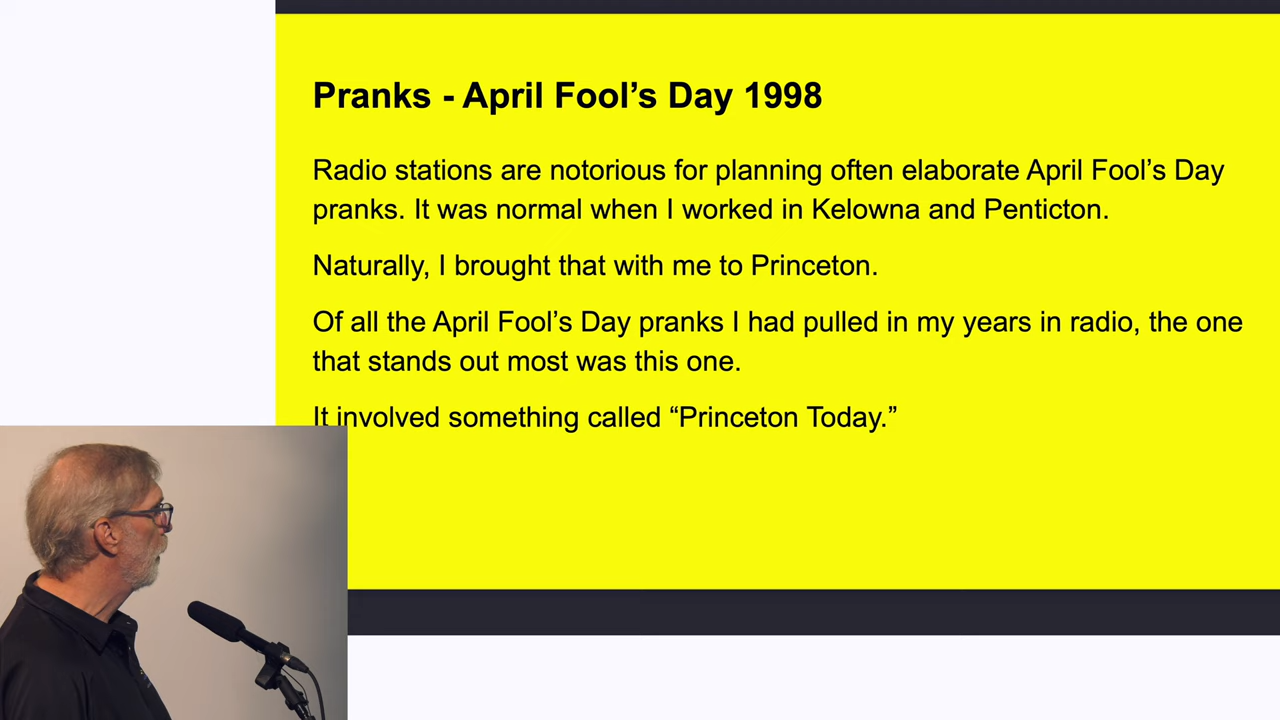 Pranks - April Fool’s Day 1998
Radio stations are notorious for planning often elaborate April Fool’s Day
pranks. It was normal when I worked in Kelowna and Penticton.
Naturally, I brought that with me to Princeton.
Of all the April Fool’s Day pranks I had pulled in my years in radio, the one
that stands out most was this one.
It involved something called “Princeton Today.”